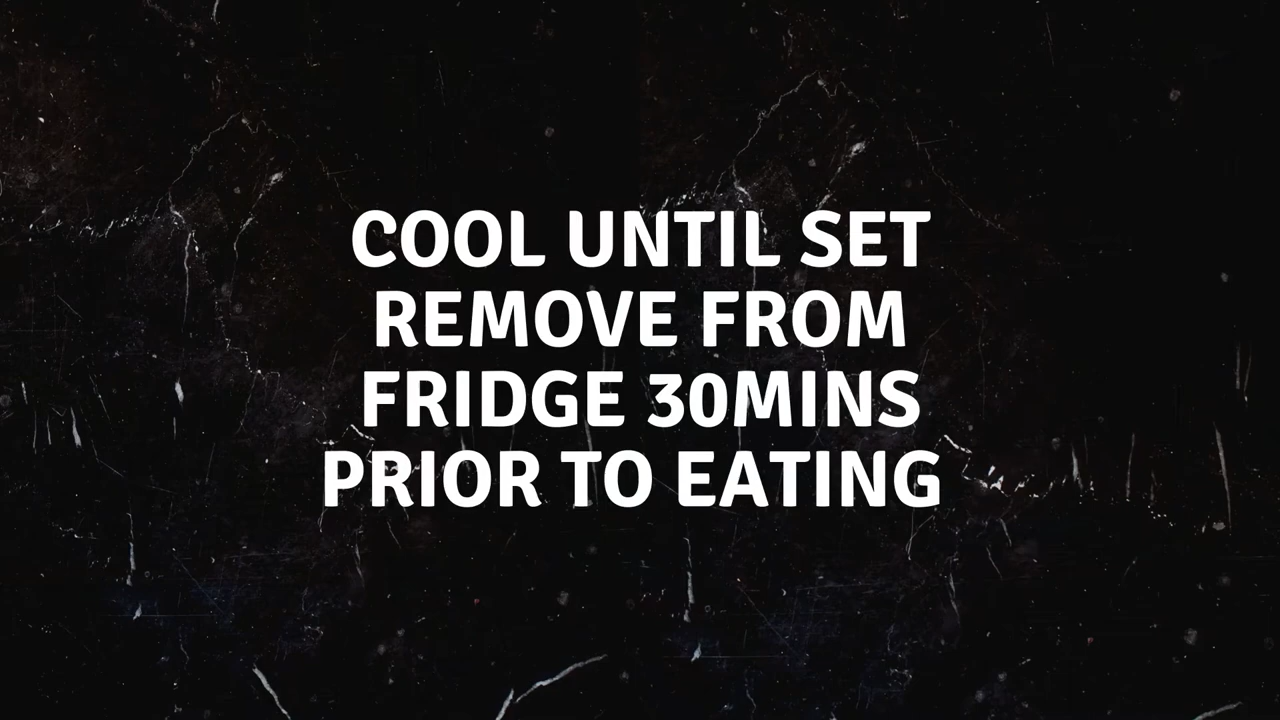 COOL UNTIL SET
REMOVE FROM
FRIDGE 30MINS
PRIOR TO EATING